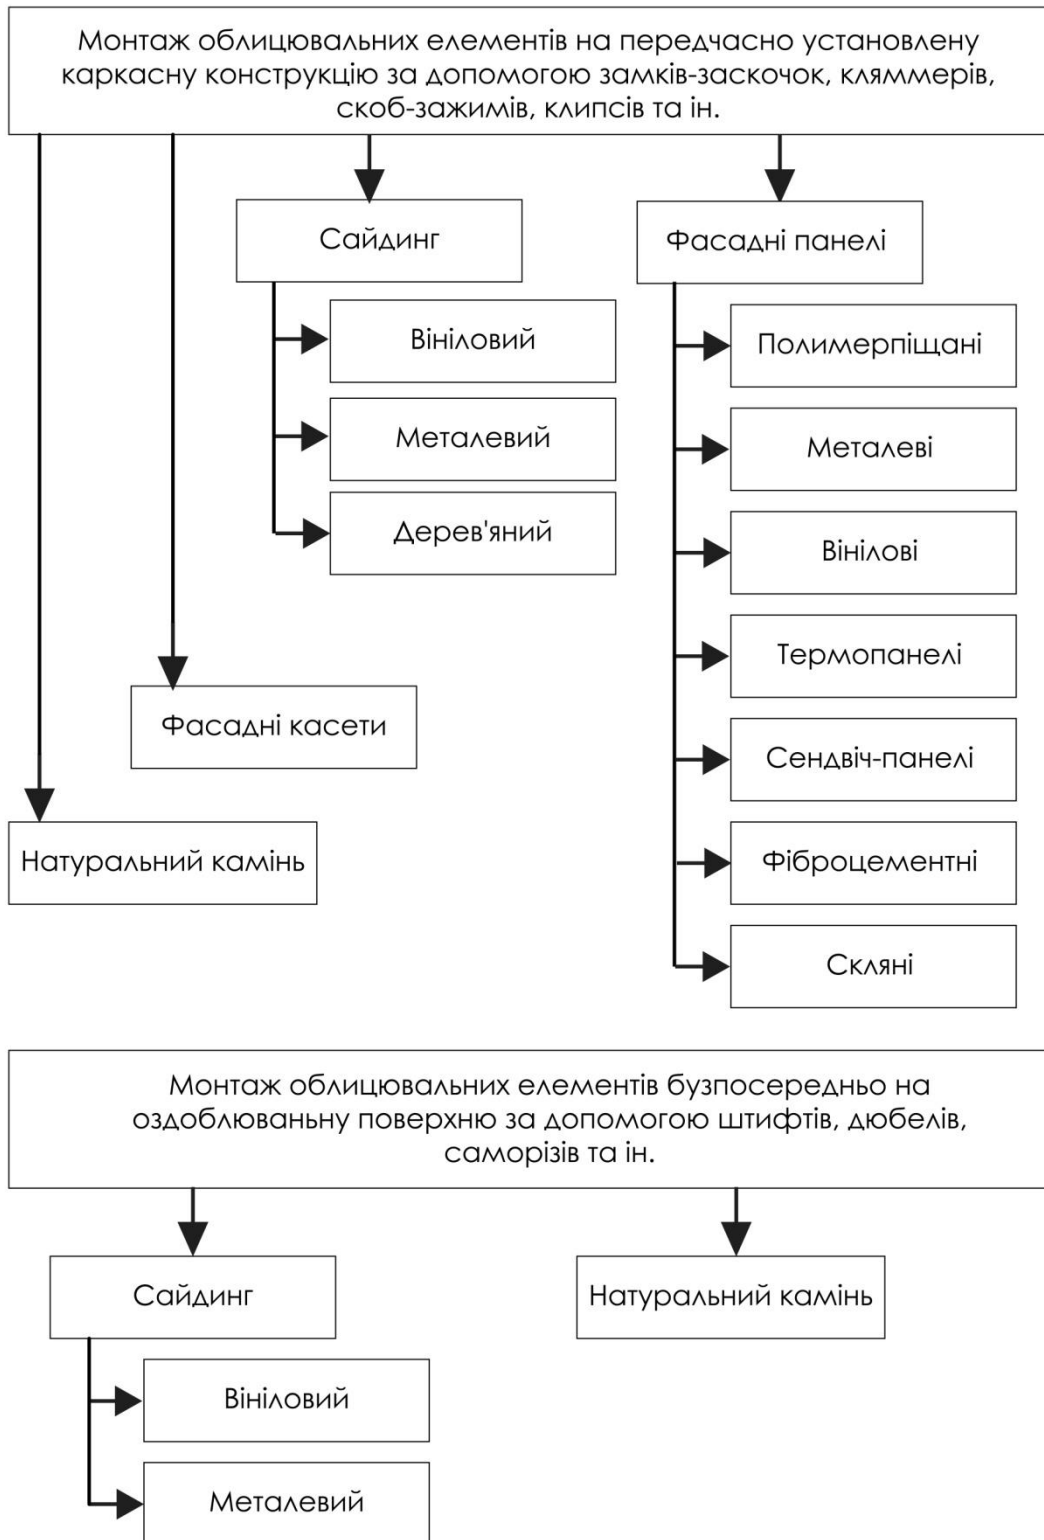 Монтаж облицювальних елементів на передчасно установлену
каркасну конструкцію за допомогою замків-заскочок, кляммерів,
скоб-зажимів, клипсів та ін.
Сайдинг
Вініловий
Металевий
Дерев'яний
Фасадні панелі
Полимерпіщані
Металеві
Вінілові
Термопанелі
Сендвіч-панелі
Фіброцементні
Скляні
Фасадні касети
Натуральний камінь
Монтаж облицювальних елементів бузпосередньо на
оздоблюваньну поверхню за допомогою штифтів, дюбелів,
саморізів та ін.
Сайдинг
Вініловий
Металевий
Натуральний камінь